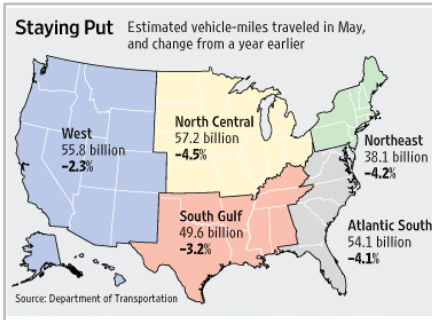 Staying Put
Estimated vehicle-miles traveled in May,
and change from a year earlier
West
55.8 billion
–2.3%
North Central
57.2 billion
–4.5%
Northeast
38.1 billion
–4.2%
South Gulf
49.6 billion
–3.2%
Atlantic South
54.1 billion
–4.1%
Source: Department of Transportation